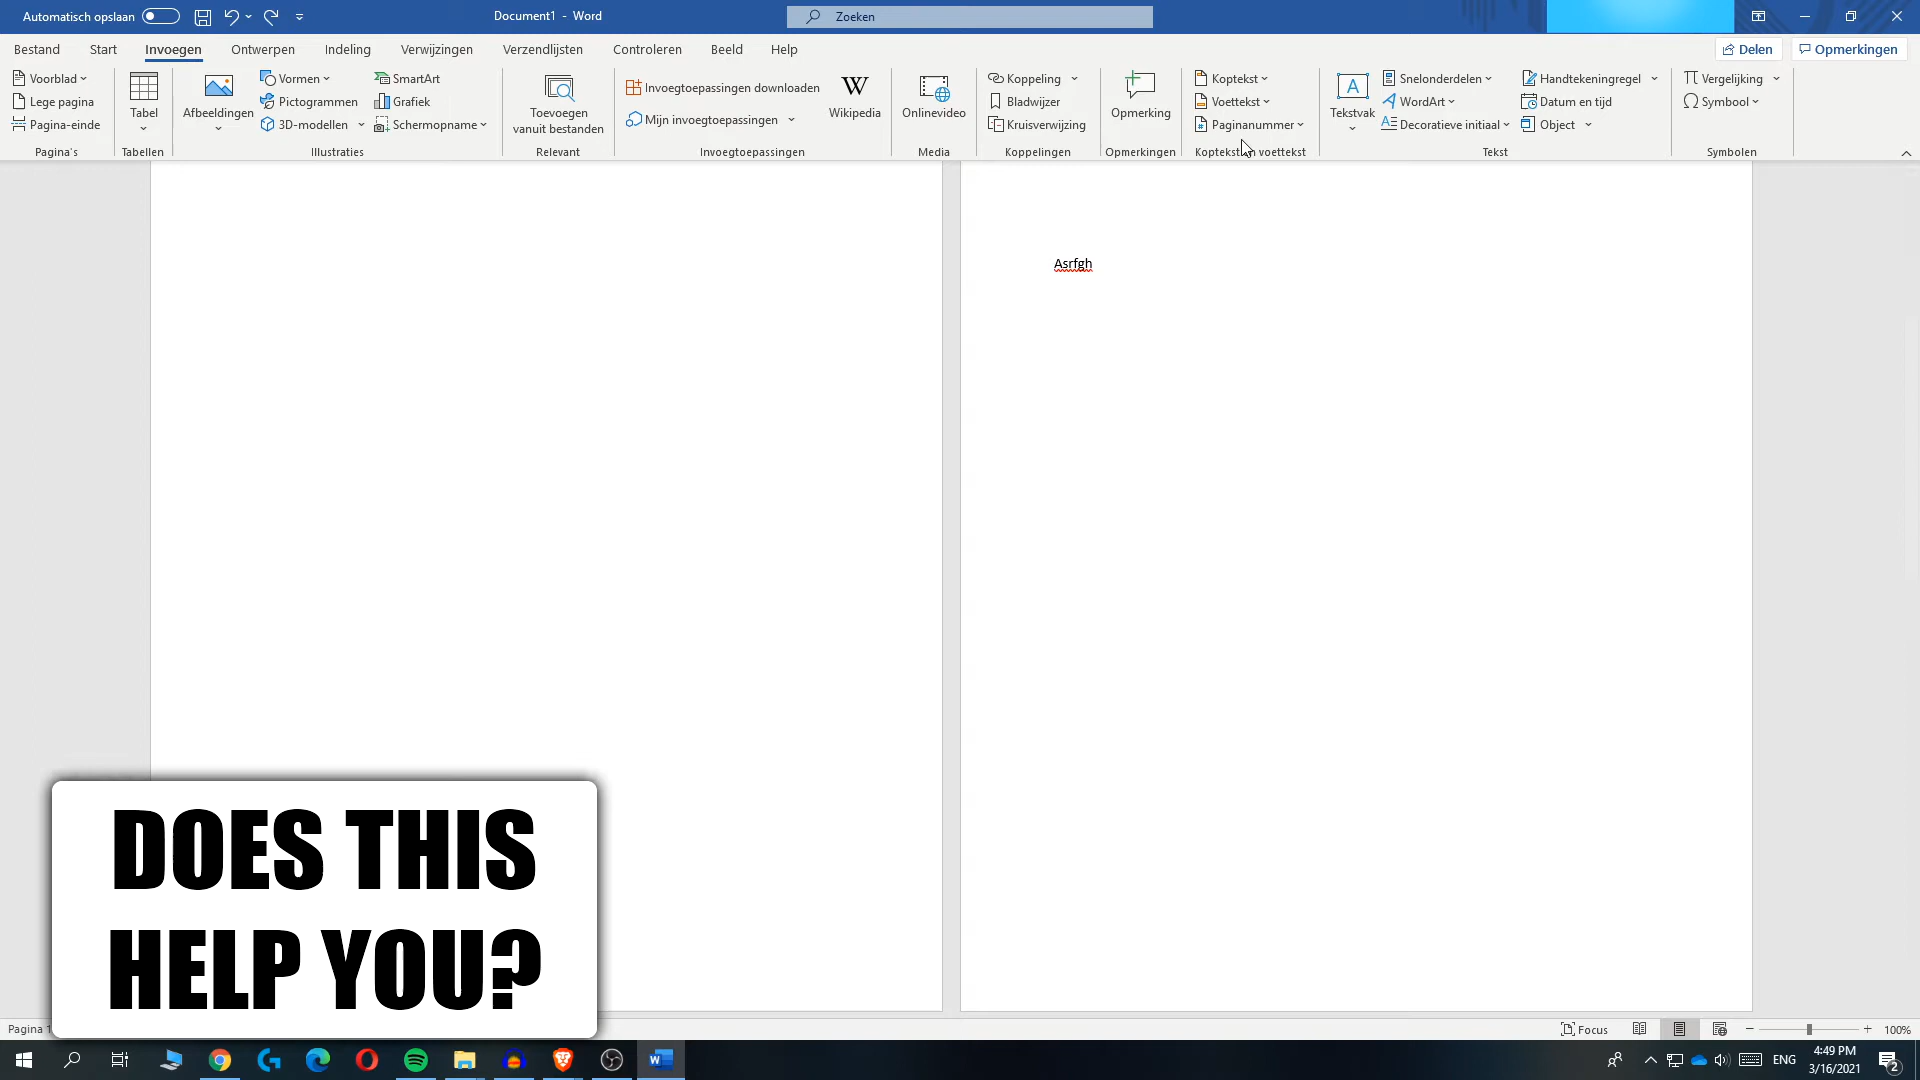 Automatisch opslaan
Document1 - Word
Zoeken
Bestand Start Invoegen Ontwerpen Indeling Verwijzingen Verzendlijsten Controleren Beeld Help
Delen Opmerkingen
Voorblad
Lege pagina
Pagina-einde
Pagina's
Tabel
Tabellen
Afbeeldingen
Vormen
Pictogrammen
3D-modellen
SmartArt
Grafiek
Schermopname
Illustraties
Toevoegen
vanuit bestanden
Relevant
Invoegtoepassingen downloaden
Mijn invoegtoepassingen
W
Wikipedia
Invoegtoepassingen
Onlinevideo
Media
Koppeling
Bladwijzer
Kruisverwijzing
Koppelingen
Opmerking
Opmerkingen
Koptekst
Voettekst
Paginanummer
Koptekst n voettekst
A
Tekstvak
Snelonderdelen
WordArt
Decoratieve initiaal
Handtekeningregel
Datum en tijd
Object
Tekst
Vergelijking
Symbool
Symbolen
Asrfgh
DOES THIS
HELP YOU?
Pagina 1
Focus
100%
ENG
4:49 PM
3/16/2021
2